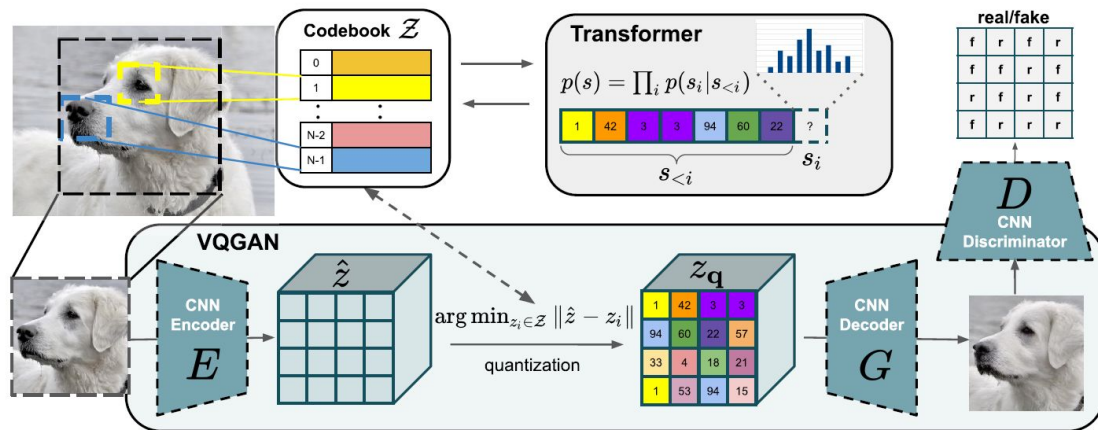 Codebook 𝒵
0
1
⋮ ⋮
N-2
N-1
Transformer
p(s) = ∏ᵢ p(sᵢ|s<ᵢ)
1 42 3 3 94 60 22 ?
s<ᵢ sᵢ
real/fake
f r f r
f f r f
r f r f
f r r r
D
CNN
Discriminator
VQGAN
CNN
Encoder
E
ẑ
arg min_{zᵢ∈𝒵} ‖ẑ − zᵢ‖
quantization
z_𝐪
1 42 3 3
94 60 22 57
33 4 18 21
1 53 94 15
CNN
Decoder
G